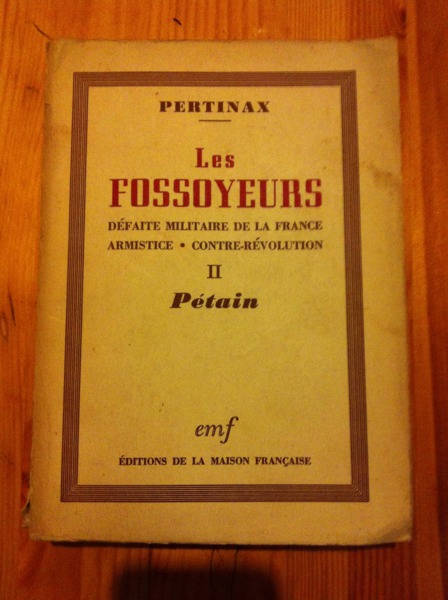 PERTINAX
Les
FOSSOYEURS
DÉFAITE MILITAIRE DE LA FRANCE
ARMISTICE • CONTRE-RÉVOLUTION
II
Pétain
emf
ÉDITIONS DE LA MAISON FRANÇAISE